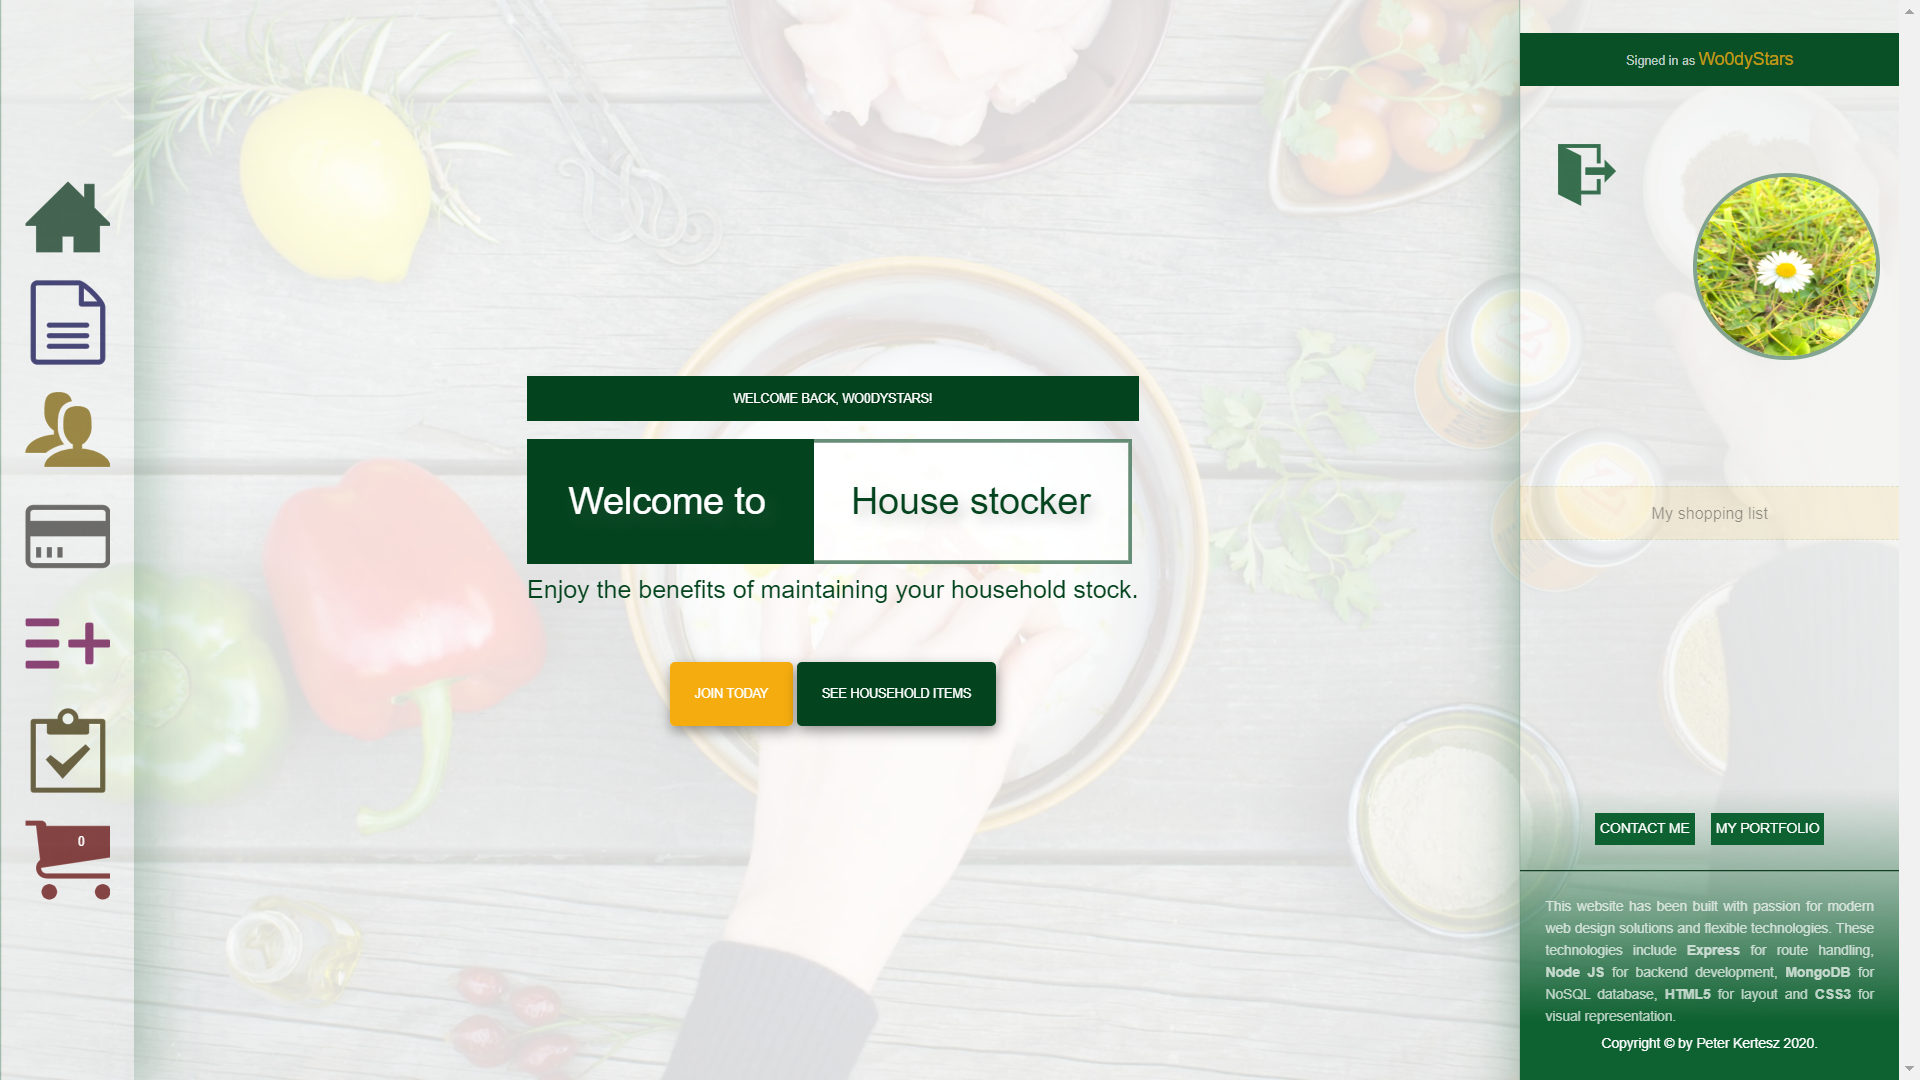 Signed in as Wo0dyStars
WELCOME BACK, WO0DYSTARS!
Welcome to House stocker
Enjoy the benefits of maintaining your household stock.
JOIN TODAY SEE HOUSEHOLD ITEMS
0
My shopping list
CONTACT ME MY PORTFOLIO
This website has been built with passion for modern
web design solutions and flexible technologies. These
technologies include Express for route handling,
Node JS for backend development, MongoDB for
NoSQL database, HTML5 for layout and CSS3 for
visual representation.
Copyright © by Peter Kertesz 2020.